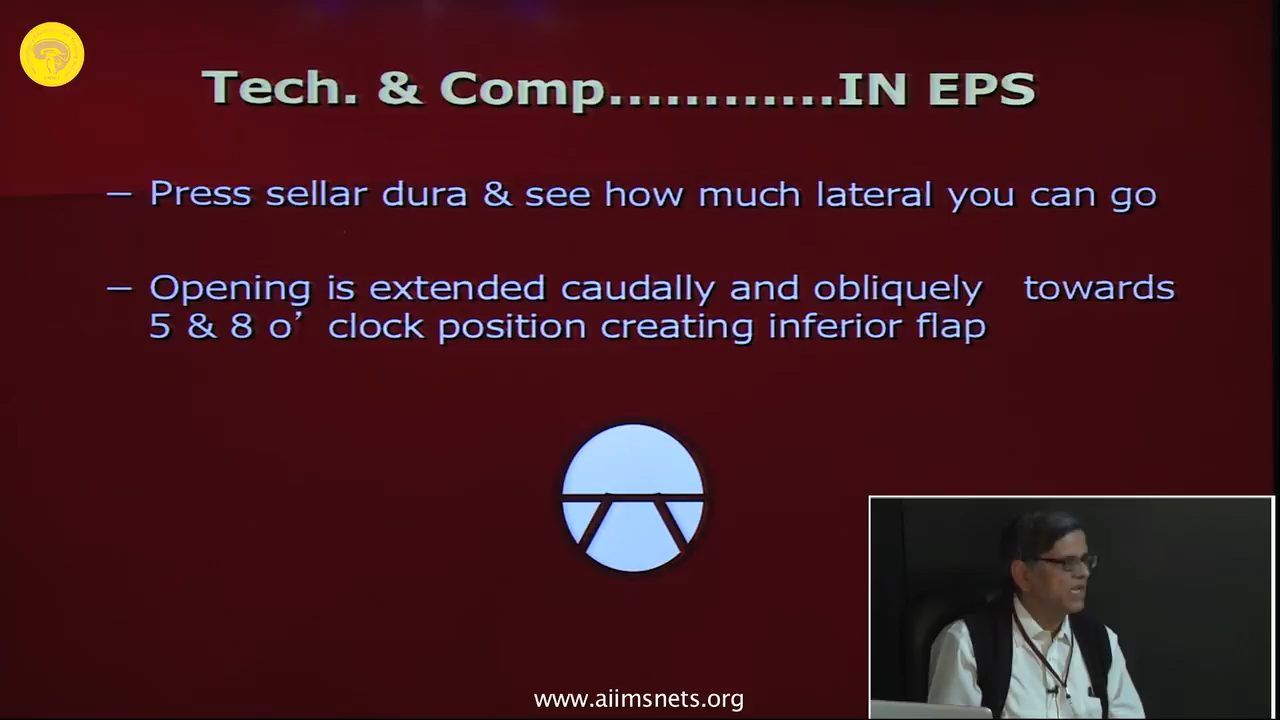 Tech. & Comp............IN EPS
– Press sellar dura & see how much lateral you can go
– Opening is extended caudally and obliquely towards
5 & 8 o’ clock position creating inferior flap
www.aiimsnets.org